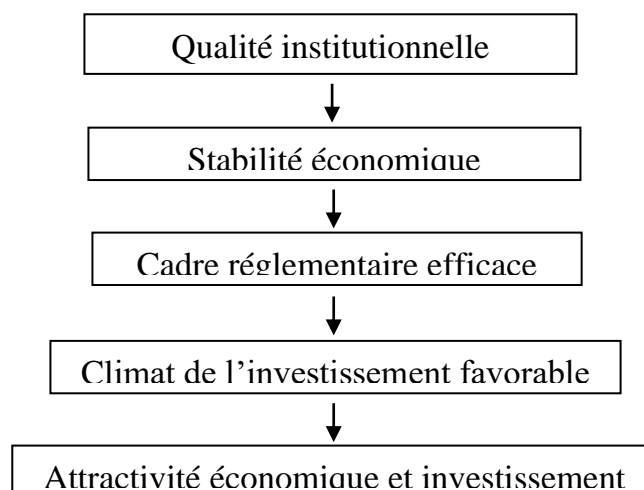 Qualité institutionnelle
Stabilité économique
Cadre réglementaire efficace
Climat de l’investissement favorable
Attractivité économique et investissement